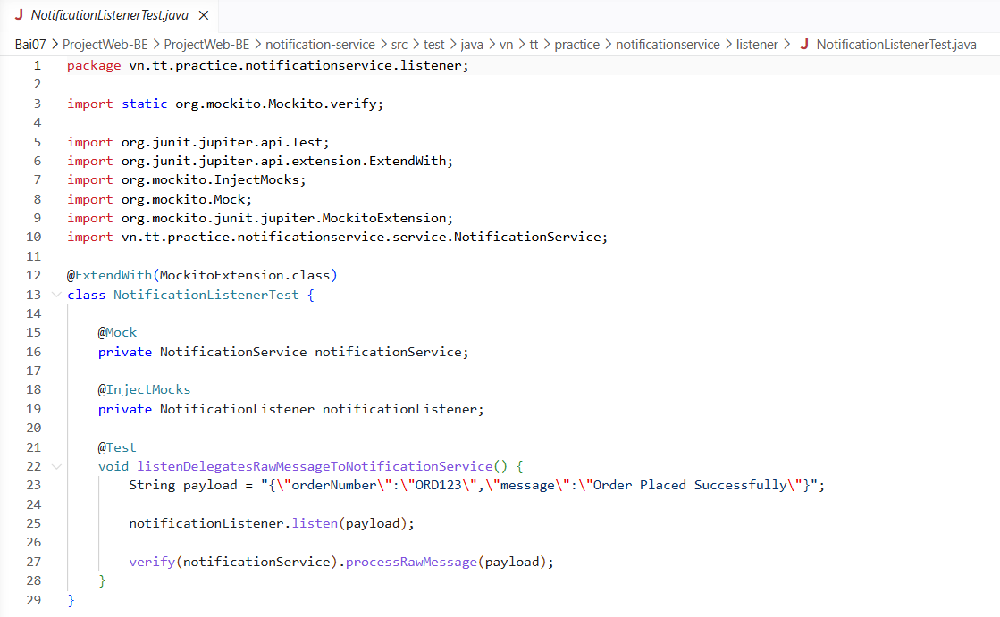 J NotificationListenerTest.java ×
Bai07 > ProjectWeb-BE > ProjectWeb-BE > notification-service > src > test > java > vn > tt > practice > notificationservice > listener > J NotificationListenerTest.java
1 package vn.tt.practice.notificationservice.listener;
2
3 import static org.mockito.Mockito.verify;
4
5 import org.junit.jupiter.api.Test;
6 import org.junit.jupiter.api.extension.ExtendWith;
7 import org.mockito.InjectMocks;
8 import org.mockito.Mock;
9 import org.mockito.junit.jupiter.MockitoExtension;
10 import vn.tt.practice.notificationservice.service.NotificationService;
11
12 @ExtendWith(MockitoExtension.class)
13 class NotificationListenerTest {
14
15     @Mock
16     private NotificationService notificationService;
17
18     @InjectMocks
19     private NotificationListener notificationListener;
20
21     @Test
22     void listenDelegatesRawMessageToNotificationService() {
23         String payload = "{\"orderNumber\":\"ORD123\",\"message\":\"Order Placed Successfully\"}";
24
25         notificationListener.listen(payload);
26
27         verify(notificationService).processRawMessage(payload);
28     }
29 }